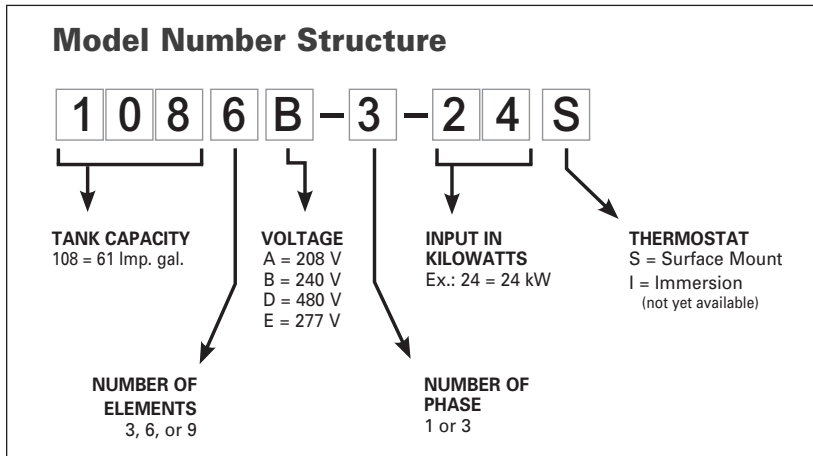 Model Number Structure
1 0 8 6 B – 3 – 2 4 S
TANK CAPACITY
108 = 61 Imp. gal.
VOLTAGE
A = 208 V
B = 240 V
D = 480 V
E = 277 V
INPUT IN
KILOWATTS
Ex.: 24 = 24 kW
THERMOSTAT
S = Surface Mount
I = Immersion
(not yet available)
NUMBER OF
ELEMENTS
3, 6, or 9
NUMBER OF
PHASE
1 or 3